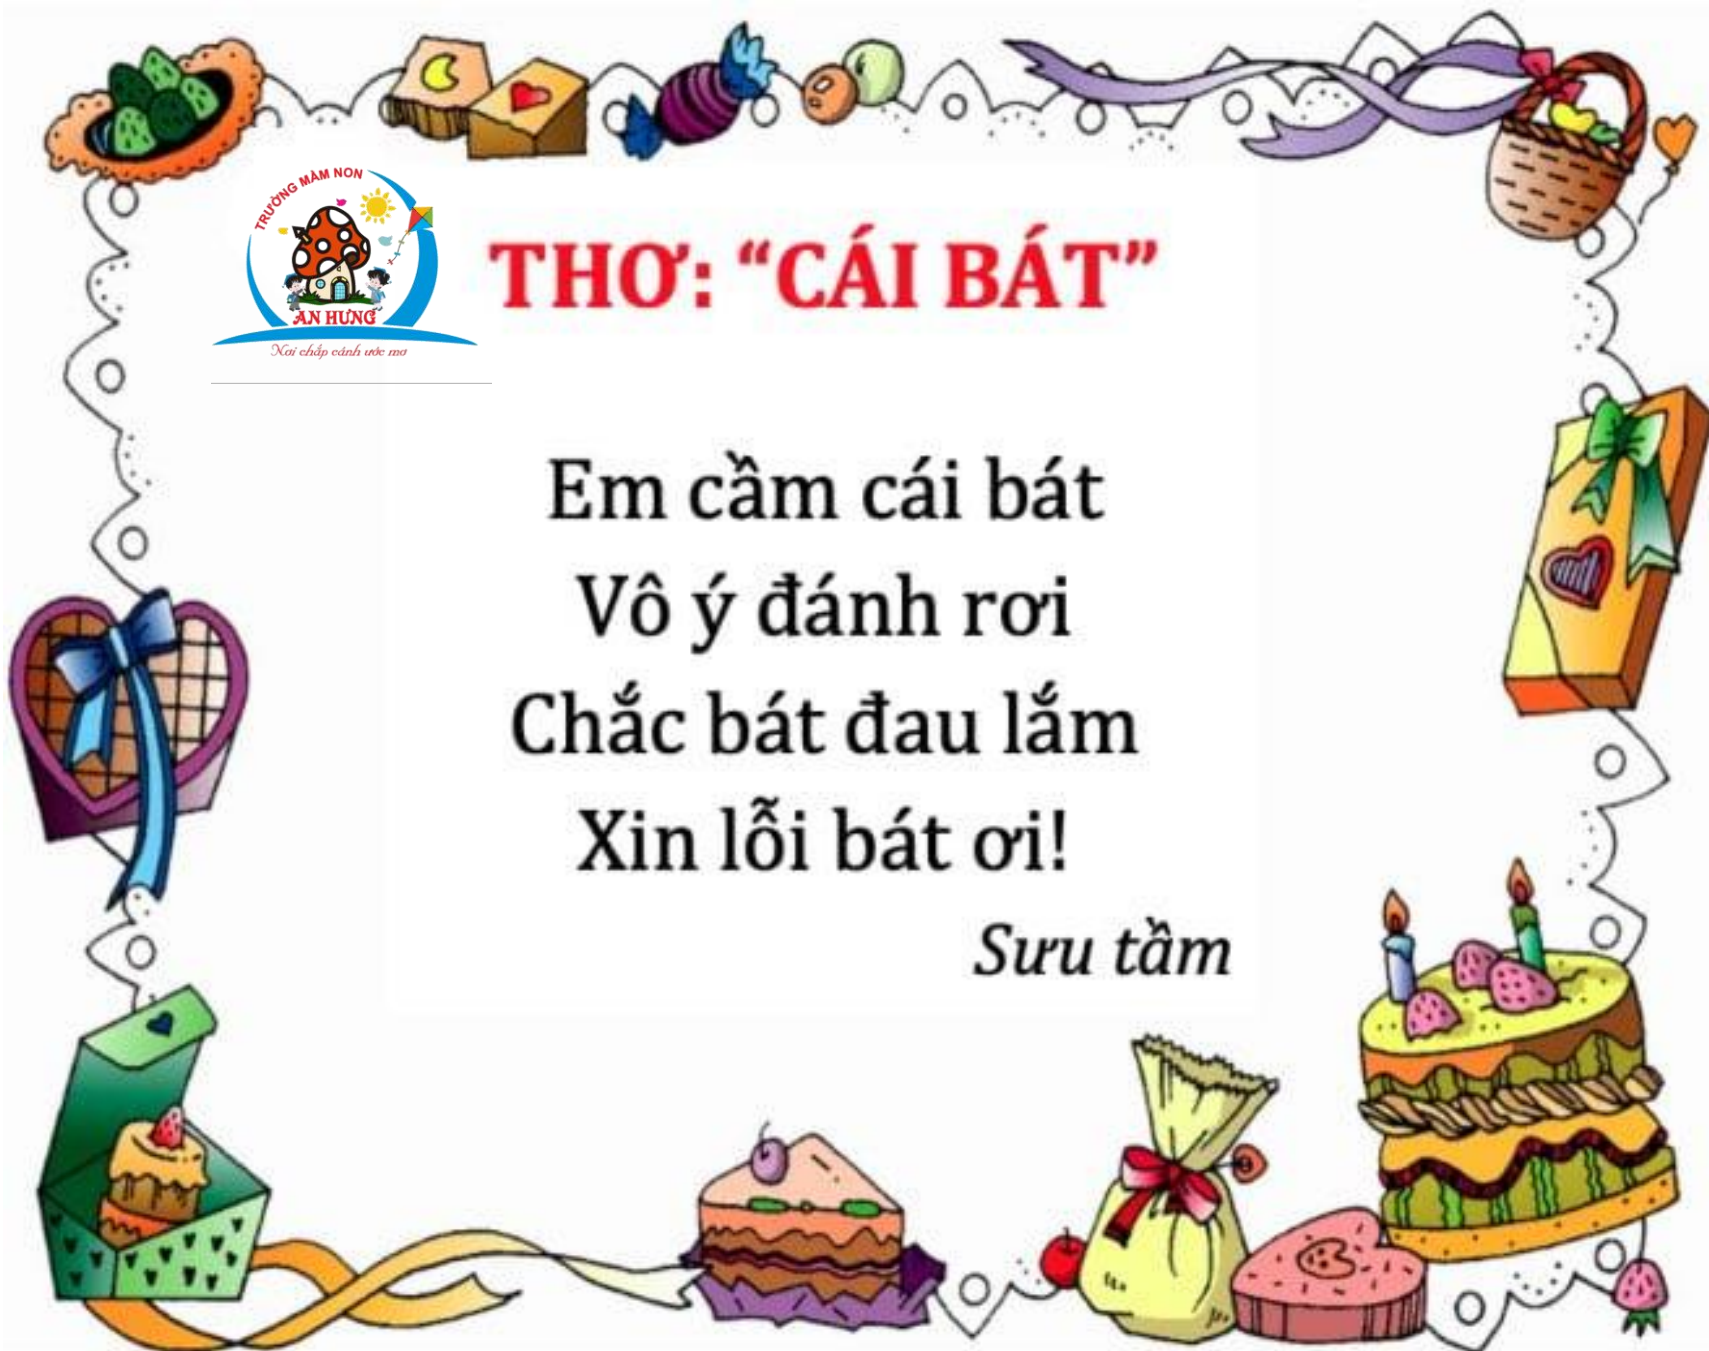 TRƯỜNG MẦM NON
AN HƯNG
Nơi chắp cánh ước mơ
THƠ: “CÁI BÁT”
Em cầm cái bát
Vô ý đánh rơi
Chắc bát đau lắm
Xin lỗi bát ơi!
Sưu tầm